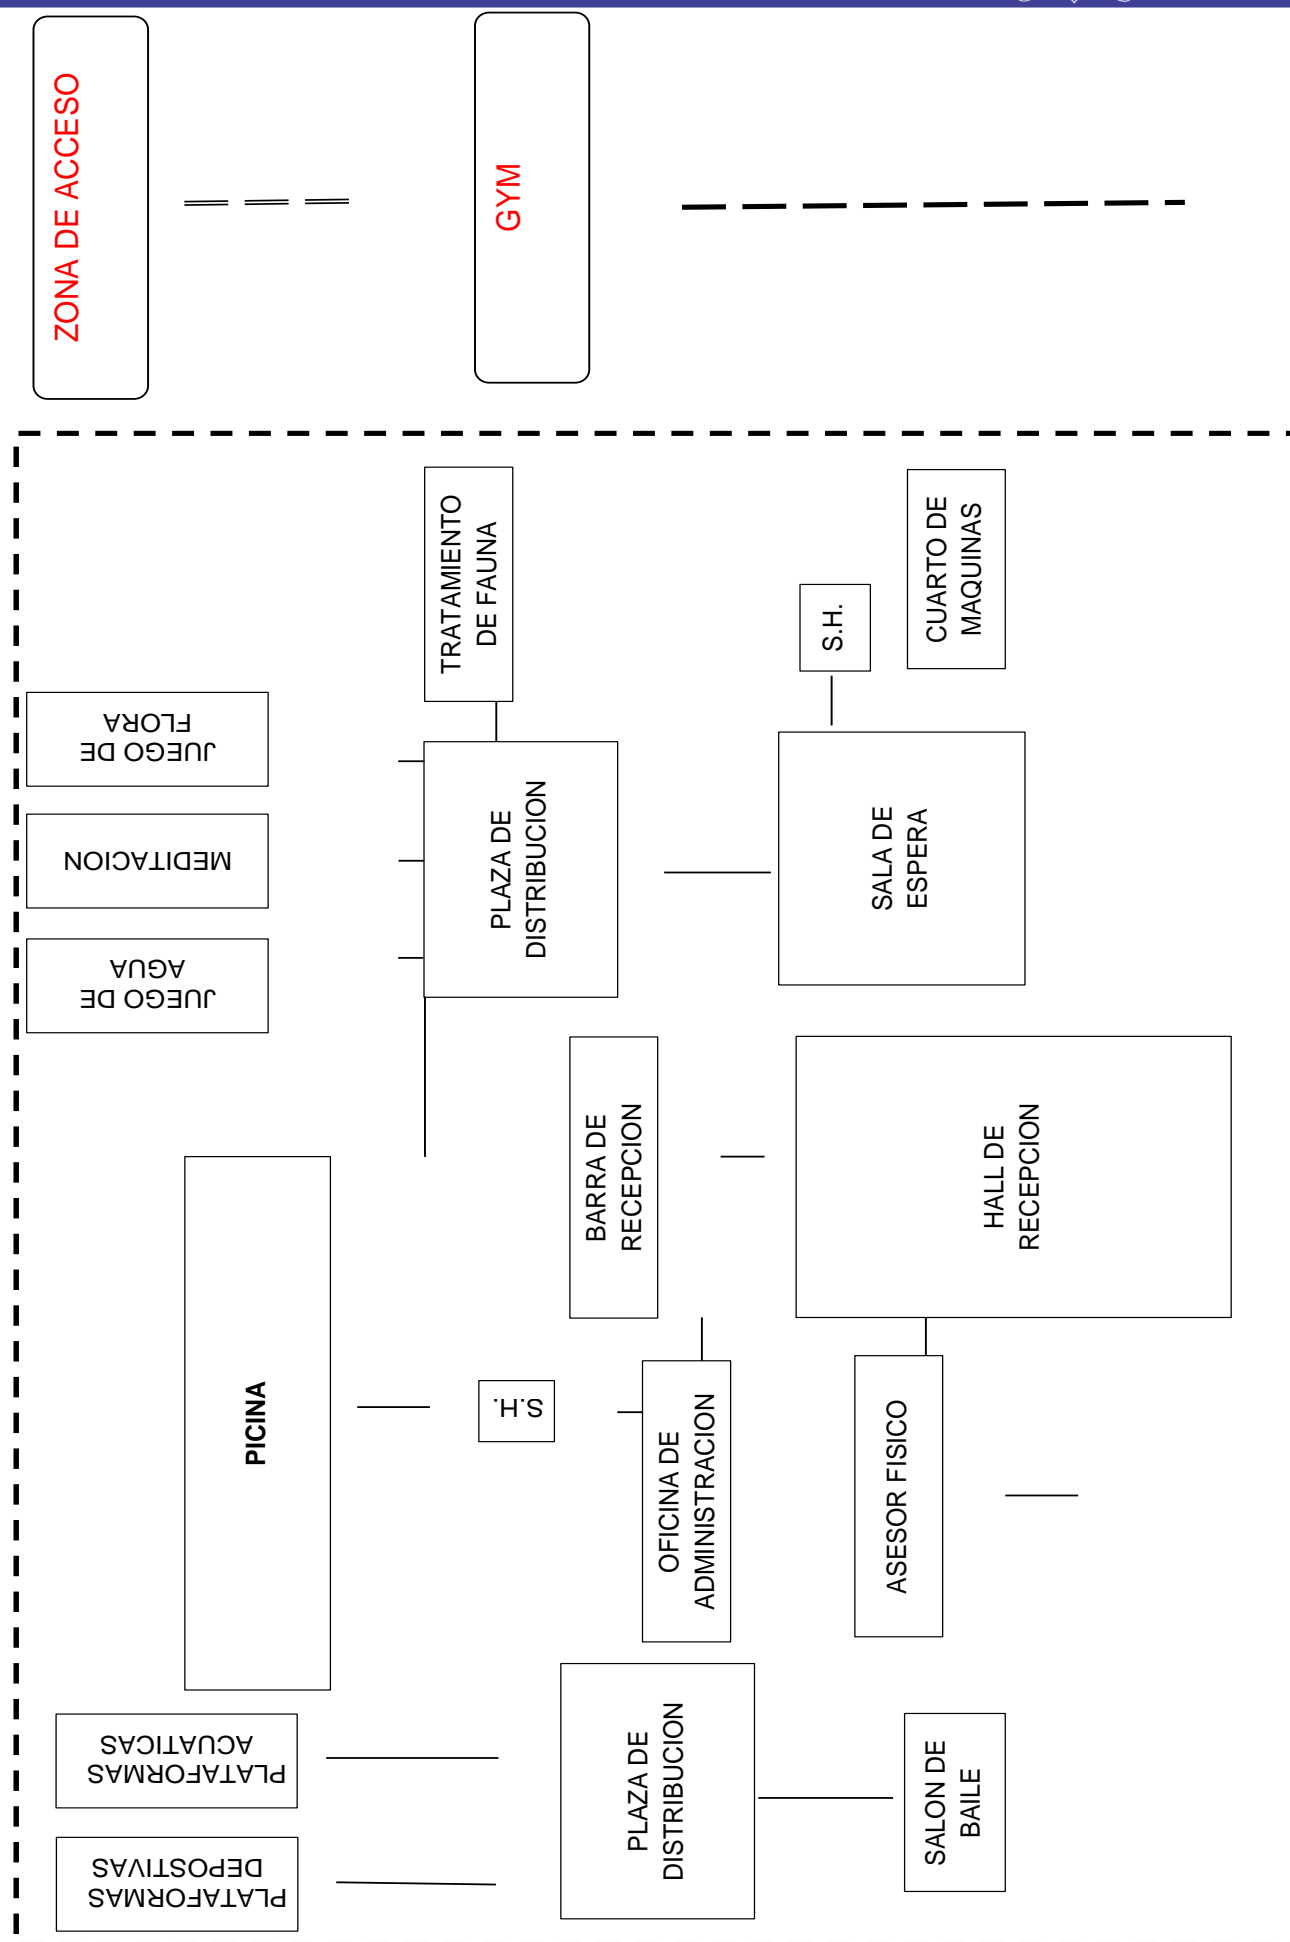 ZONA DE ACCESO
GYM
TRATAMIENTO
DE FAUNA
CUARTO DE
MAQUINAS
S.H.
JUEGO DE
FLORA
MEDITACION
JUEGO DE
AGUA
PLAZA DE
DISTRIBUCION
SALA DE
ESPERA
BARRA DE
RECEPCION
HALL DE
RECEPCION
PICINA
S.H.
OFICINA DE
ADMINISTRACION
ASESOR FISICO
PLATAFORMAS
ACUATICAS
PLATAFORMAS
DEPOSTIVAS
PLAZA DE
DISTRIBUCION
SALON DE
BAILE